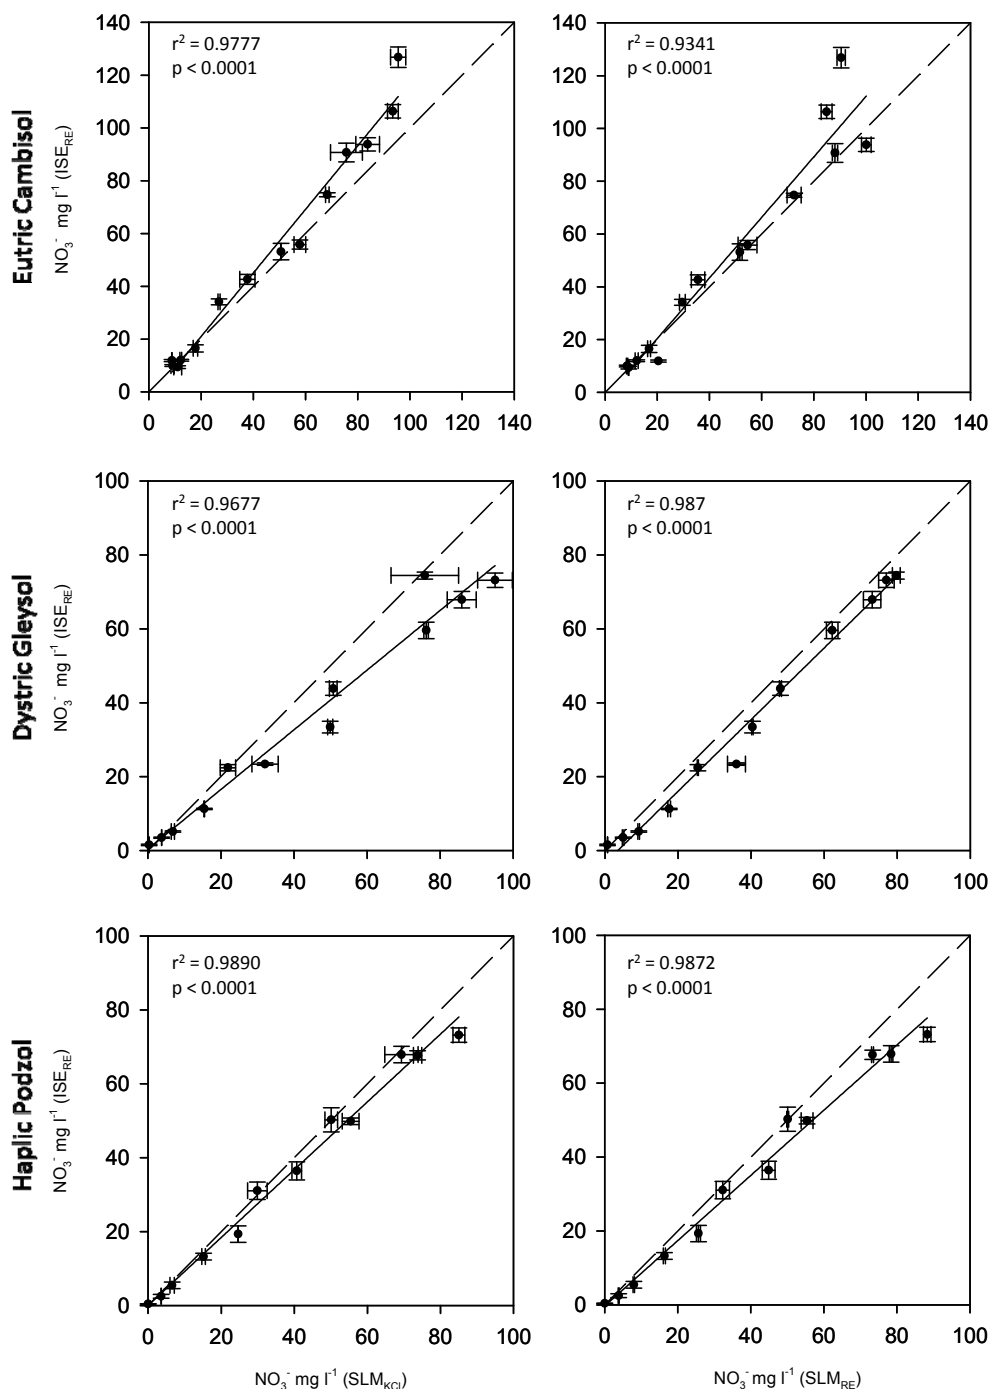 Eutric Cambisol
NO₃⁻ mg l⁻¹ (ISE_RE)
140
120
100
80
60
40
20
0
r² = 0.9777
p < 0.0001
0 20 40 60 80 100 120 140
140
120
100
80
60
40
20
0
r² = 0.9341
p < 0.0001
0 20 40 60 80 100 120 140
Dystric Gleysol
NO₃⁻ mg l⁻¹ (ISE_RE)
100
80
60
40
20
0
r² = 0.9677
p < 0.0001
0 20 40 60 80 100
100
80
60
40
20
0
r² = 0.987
p < 0.0001
0 20 40 60 80 100
Haplic Podzol
NO₃⁻ mg l⁻¹ (ISE_RE)
100
80
60
40
20
0
r² = 0.9890
p < 0.0001
0 20 40 60 80 100
NO₃⁻ mg l⁻¹ (SLM_KCl)
100
80
60
40
20
0
r² = 0.9872
p < 0.0001
0 20 40 60 80 100
NO₃⁻ mg l⁻¹ (SLM_RE)